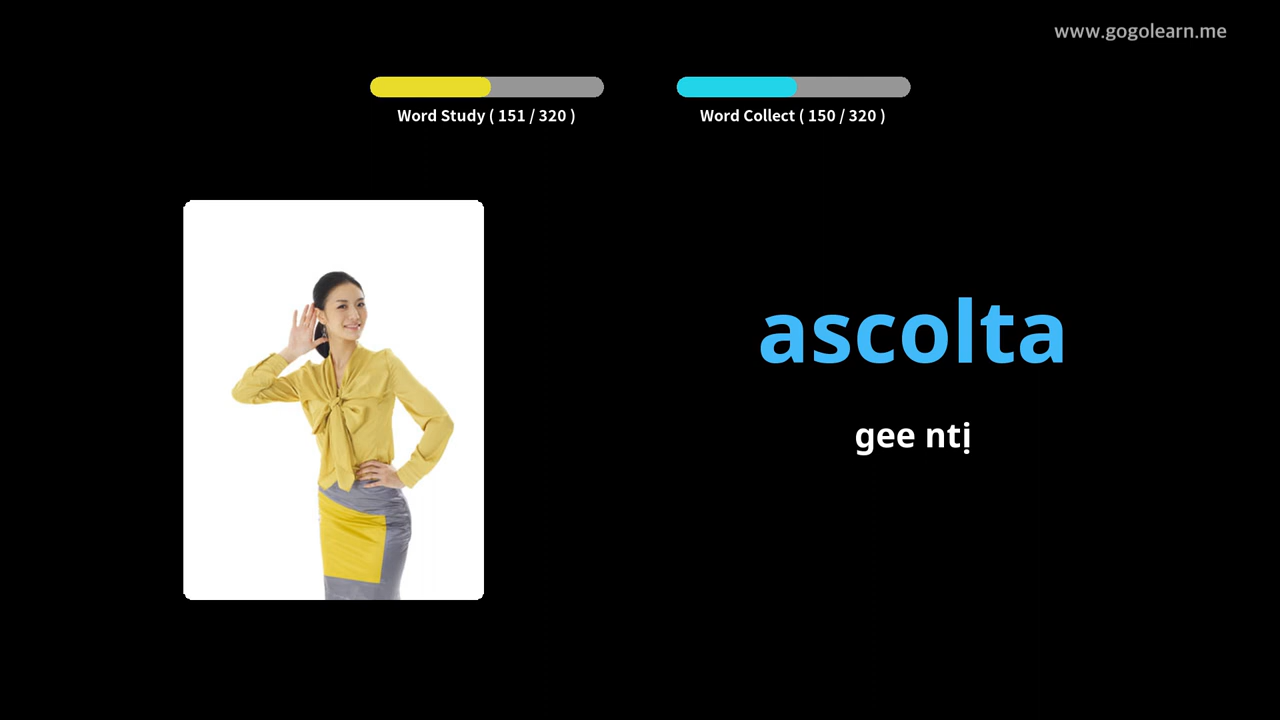 www.gogolearn.me
Word Study ( 151 / 320 )
Word Collect ( 150 / 320 )
ascolta
gee ntị